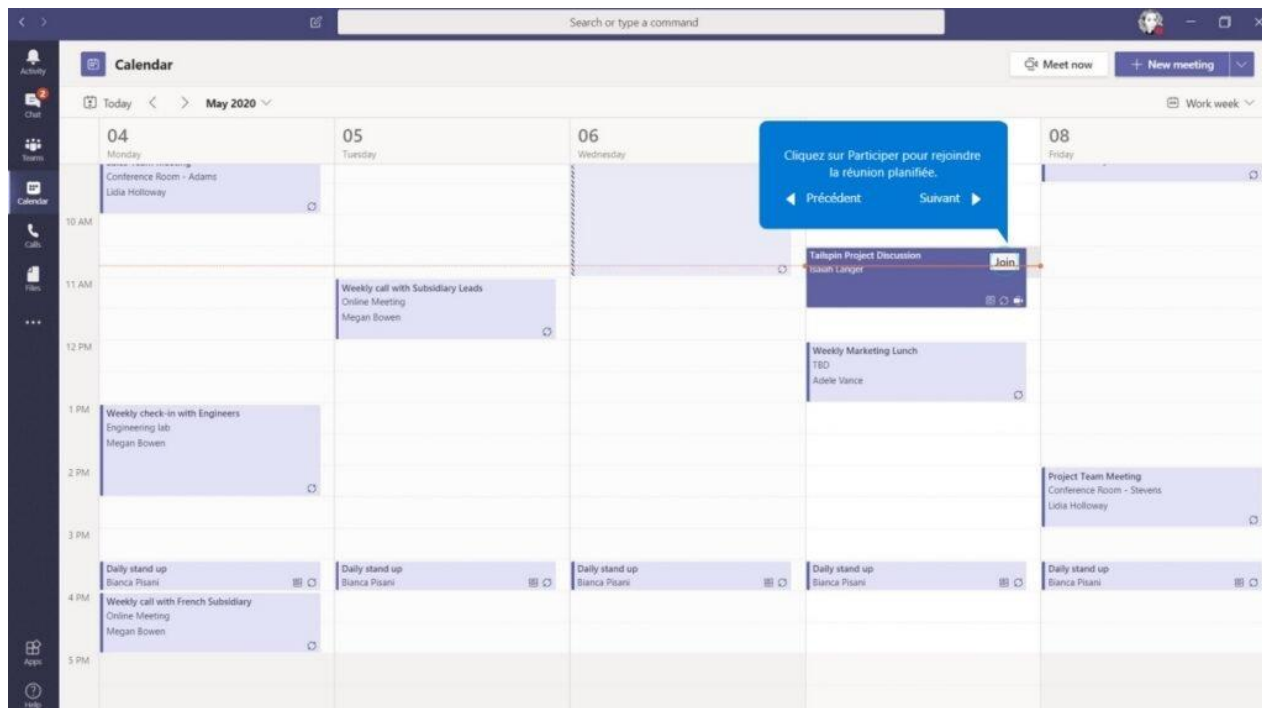 Search or type a command
Activity
Calendar
Meet now
New meeting
2
Chat
Today
May 2020
Work week
Teams
04
Monday
05
Tuesday
06
Wednesday
08
Friday
Cliquez sur Participer pour rejoindre
la réunion planifiée.
Précédent
Suivant
Conference Room - Adams
Lidia Holloway
Calendar
Calls
Files
10 AM
11 AM
12 PM
1 PM
2 PM
3 PM
4 PM
5 PM
Tailspin Project Discussion
Isaiah Langer
Join
Weekly call with Subsidiary Leads
Online Meeting
Megan Bowen
Weekly Marketing Lunch
TBD
Adele Vance
Weekly check-in with Engineers
Engineering lab
Megan Bowen
Project Team Meeting
Conference Room - Stevens
Lidia Holloway
Daily stand up
Bianca Pisani
Daily stand up
Bianca Pisani
Daily stand up
Bianca Pisani
Daily stand up
Bianca Pisani
Daily stand up
Bianca Pisani
Weekly call with French Subsidiary
Online Meeting
Megan Bowen
Apps
Help